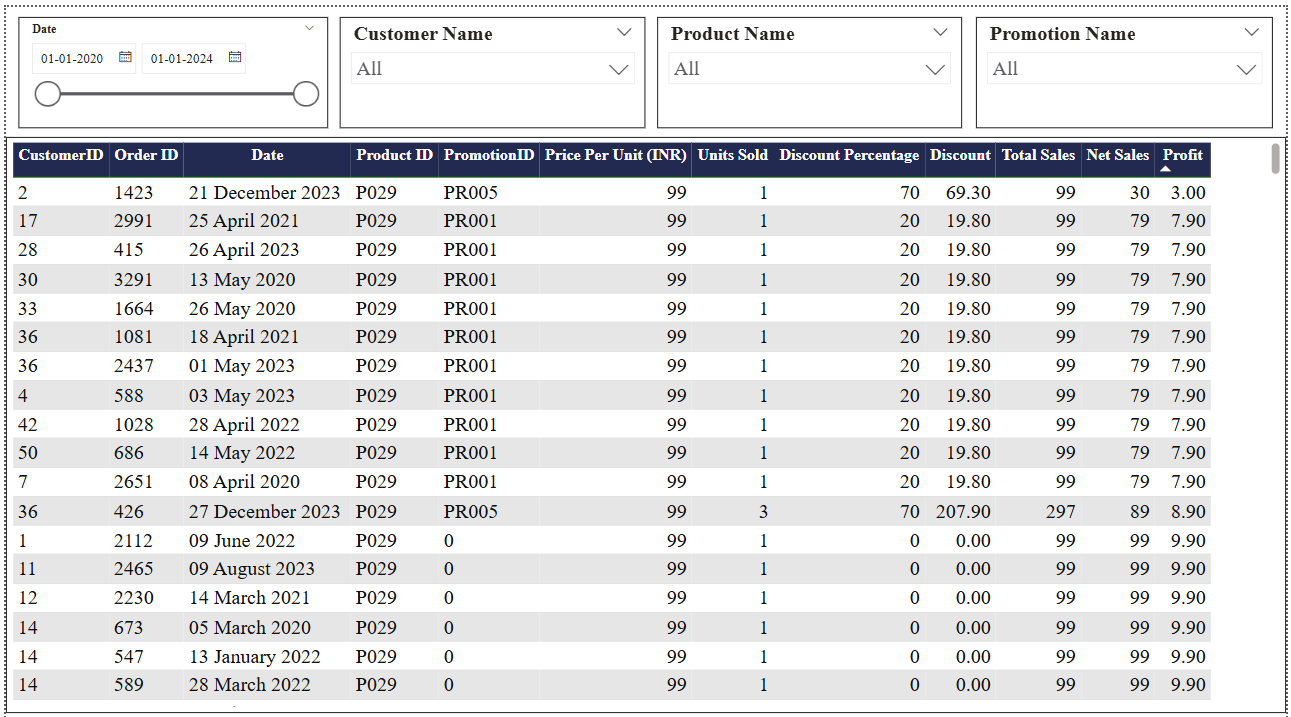 Date
01-01-2020 01-01-2024
Customer Name
All
Product Name
All
Promotion Name
All
CustomerID Order ID Date Product ID PromotionID Price Per Unit (INR) Units Sold Discount Percentage Discount Total Sales Net Sales Profit
2 1423 21 December 2023 P029 PR005 99 1 70 69.30 99 30 3.00
17 2991 25 April 2021 P029 PR001 99 1 20 19.80 99 79 7.90
28 415 26 April 2023 P029 PR001 99 1 20 19.80 99 79 7.90
30 3291 13 May 2020 P029 PR001 99 1 20 19.80 99 79 7.90
33 1664 26 May 2020 P029 PR001 99 1 20 19.80 99 79 7.90
36 1081 18 April 2021 P029 PR001 99 1 20 19.80 99 79 7.90
36 2437 01 May 2023 P029 PR001 99 1 20 19.80 99 79 7.90
4 588 03 May 2023 P029 PR001 99 1 20 19.80 99 79 7.90
42 1028 28 April 2022 P029 PR001 99 1 20 19.80 99 79 7.90
50 686 14 May 2022 P029 PR001 99 1 20 19.80 99 79 7.90
7 2651 08 April 2020 P029 PR001 99 1 20 19.80 99 79 7.90
36 426 27 December 2023 P029 PR005 99 3 70 207.90 297 89 8.90
1 2112 09 June 2022 P029 0 99 1 0 0.00 99 99 9.90
11 2465 09 August 2023 P029 0 99 1 0 0.00 99 99 9.90
12 2230 14 March 2021 P029 0 99 1 0 0.00 99 99 9.90
14 673 05 March 2020 P029 0 99 1 0 0.00 99 99 9.90
14 547 13 January 2022 P029 0 99 1 0 0.00 99 99 9.90
14 589 28 March 2022 P029 0 99 1 0 0.00 99 99 9.90